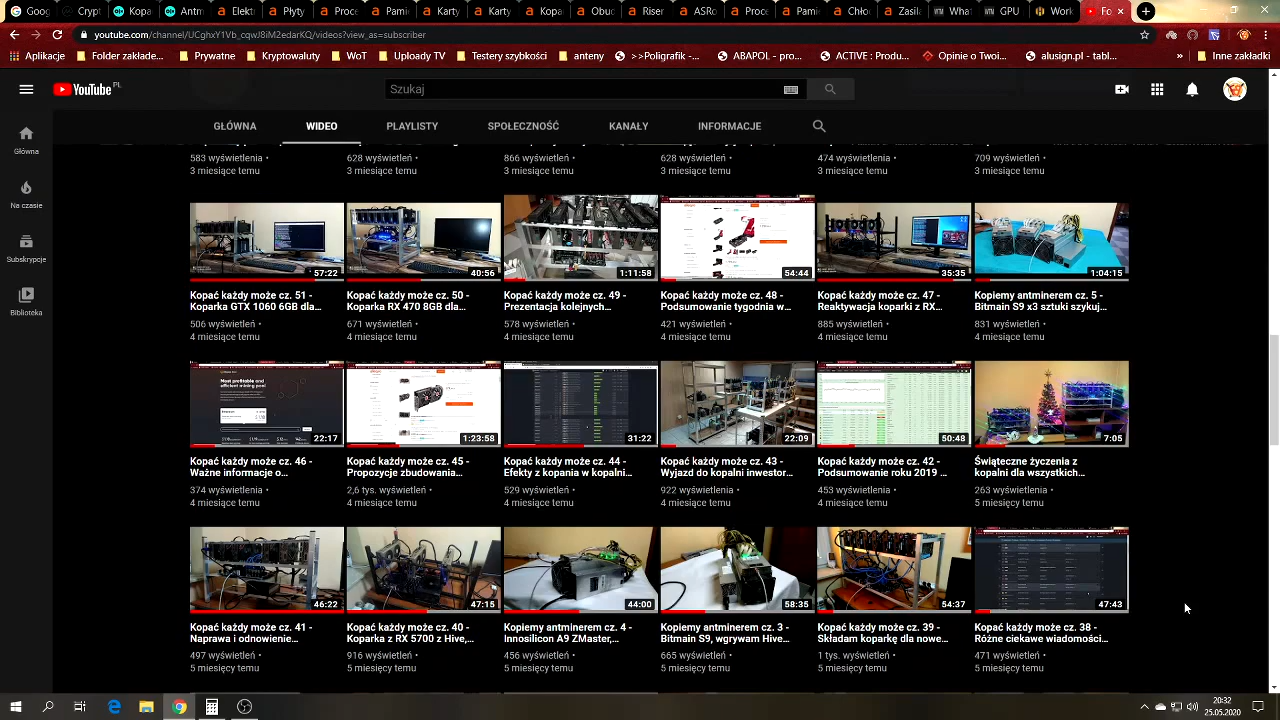 Goog
Crypt
Kopa
Antm
Elektr
Płyty
Proce
Pamię
Karty
Karty
Kopa
Obud
Riser
ASRo
Proce
Pamię
Chłod
Zasila
What
GPU
Work
Fo
youtube.com/channel/UCghxY1Vb_cqwJ8iM2edarKQ/videos?view_as=subscriber
Aplikacje
Folder zakłade...
Prywatne
Kryptowaluty
WoT
Uploady TV
Testery WIFI
anteny
>>Poligrafik -...
ABAPOL - pro...
ACTIVE : Produ...
Opinie o Twoi...
alusign.pl - tabl...
»
Inne zakładki
YouTube PL
Szukaj
GŁÓWNA
WIDEO
PLAYLISTY
SPOŁECZNOŚĆ
KANAŁY
INFORMACJE
Główna
Na czasie
Subskrypcje
Biblioteka
583 wyświetlenia •
3 miesiące temu
628 wyświetleń •
3 miesiące temu
866 wyświetleń •
3 miesiące temu
628 wyświetleń •
3 miesiące temu
474 wyświetlenia •
3 miesiące temu
709 wyświetleń •
3 miesiące temu
57:22
Kopać każdy może cz. 51 -
Koparka GTX 1060 6GB dla...
506 wyświetleń •
4 miesiące temu
0:56
Kopać każdy może cz. 50 -
Koparka RX 470 8GB dla...
671 wyświetleń •
4 miesiące temu
1:11:58
Kopać każdy może cz. 49 -
Prezentacja kolejnych...
578 wyświetleń •
4 miesiące temu
54:44
Kopać każdy może cz. 48 -
Podsumowanie tygodnia w...
421 wyświetleń •
4 miesiące temu
35:35
Kopać każdy może cz. 47 -
Reaktywacja koparki z RX...
885 wyświetleń •
4 miesiące temu
1:04:15
Kopiemy antminerem cz. 5 -
Bitmain S9 x3 sztuki szykuj...
831 wyświetleń •
4 miesiące temu
Most profitable and
efficient mining pools
22:17
Kopać każdy może cz. 46 -
Ważne informacje o...
374 wyświetlenia •
4 miesiące temu
1:23:58
Kopać każdy może cz. 45 -
Propozycje zbudowania...
2,6 tys. wyświetleń •
4 miesiące temu
31:22
Kopać każdy może cz. 44 -
Efekty z kopania w kopalni...
529 wyświetleń •
4 miesiące temu
22:09
Kopać każdy może cz. 43 -
Wyjazd do kopalni inwestor...
922 wyświetlenia •
4 miesiące temu
50:48
Kopać każdy może cz. 42 -
Podsumowanie roku 2019 ...
453 wyświetlenia •
4 miesiące temu
7:05
Świąteczne życzenia z
kopalni dla wszystkich...
263 wyświetlenia •
5 miesięcy temu
6:22
Kopać każdy może cz. 41 -
Naprawa i odnowienie...
497 wyświetleń •
5 miesięcy temu
47:15
Kopać każdy może cz. 40 -
Koparka z RX 5700 z Hive,...
916 wyświetleń •
5 miesięcy temu
Kopiemy antminerem cz. 4 -
Innosilicon A9 ZMaster,...
456 wyświetleń •
5 miesięcy temu
58:35
Kopiemy antminerem cz. 3 -
Bitmain S9, wgrywam Hive...
665 wyświetleń •
5 miesięcy temu
54:37
Kopać każdy może cz. 39 -
Składam koparkę dla nowe...
1 tys. wyświetleń •
5 miesięcy temu
47:43
Kopać każdy może cz. 38 -
Różne ciekawe wiadomości...
471 wyświetleń •
5 miesięcy temu
20:32
25.05.2020